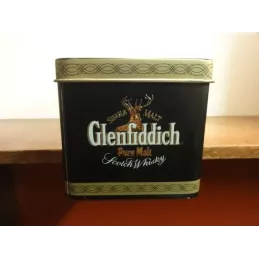 SINGLE MALT
Glenfiddich
Pure Malt
Scotch Whisky